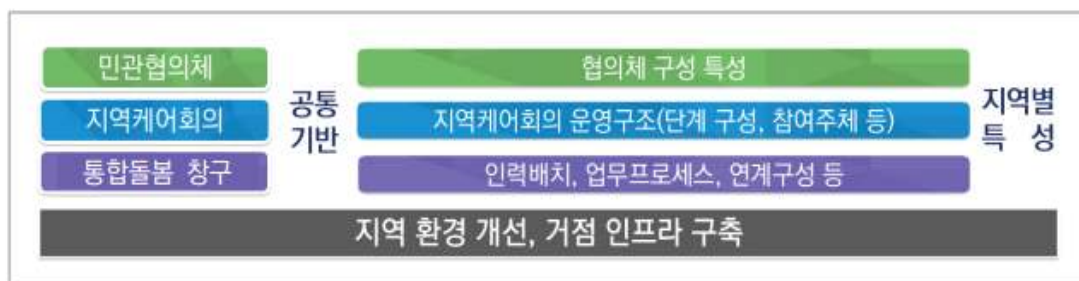 민관협의체
지역케어회의
통합돌봄 창구
공통
기반
협의체 구성 특성
지역케어회의 운영구조(단계 구성, 참여주체 등)
인력배치, 업무프로세스, 연계구성 등
지역별
특 성
지역 환경 개선, 거점 인프라 구축